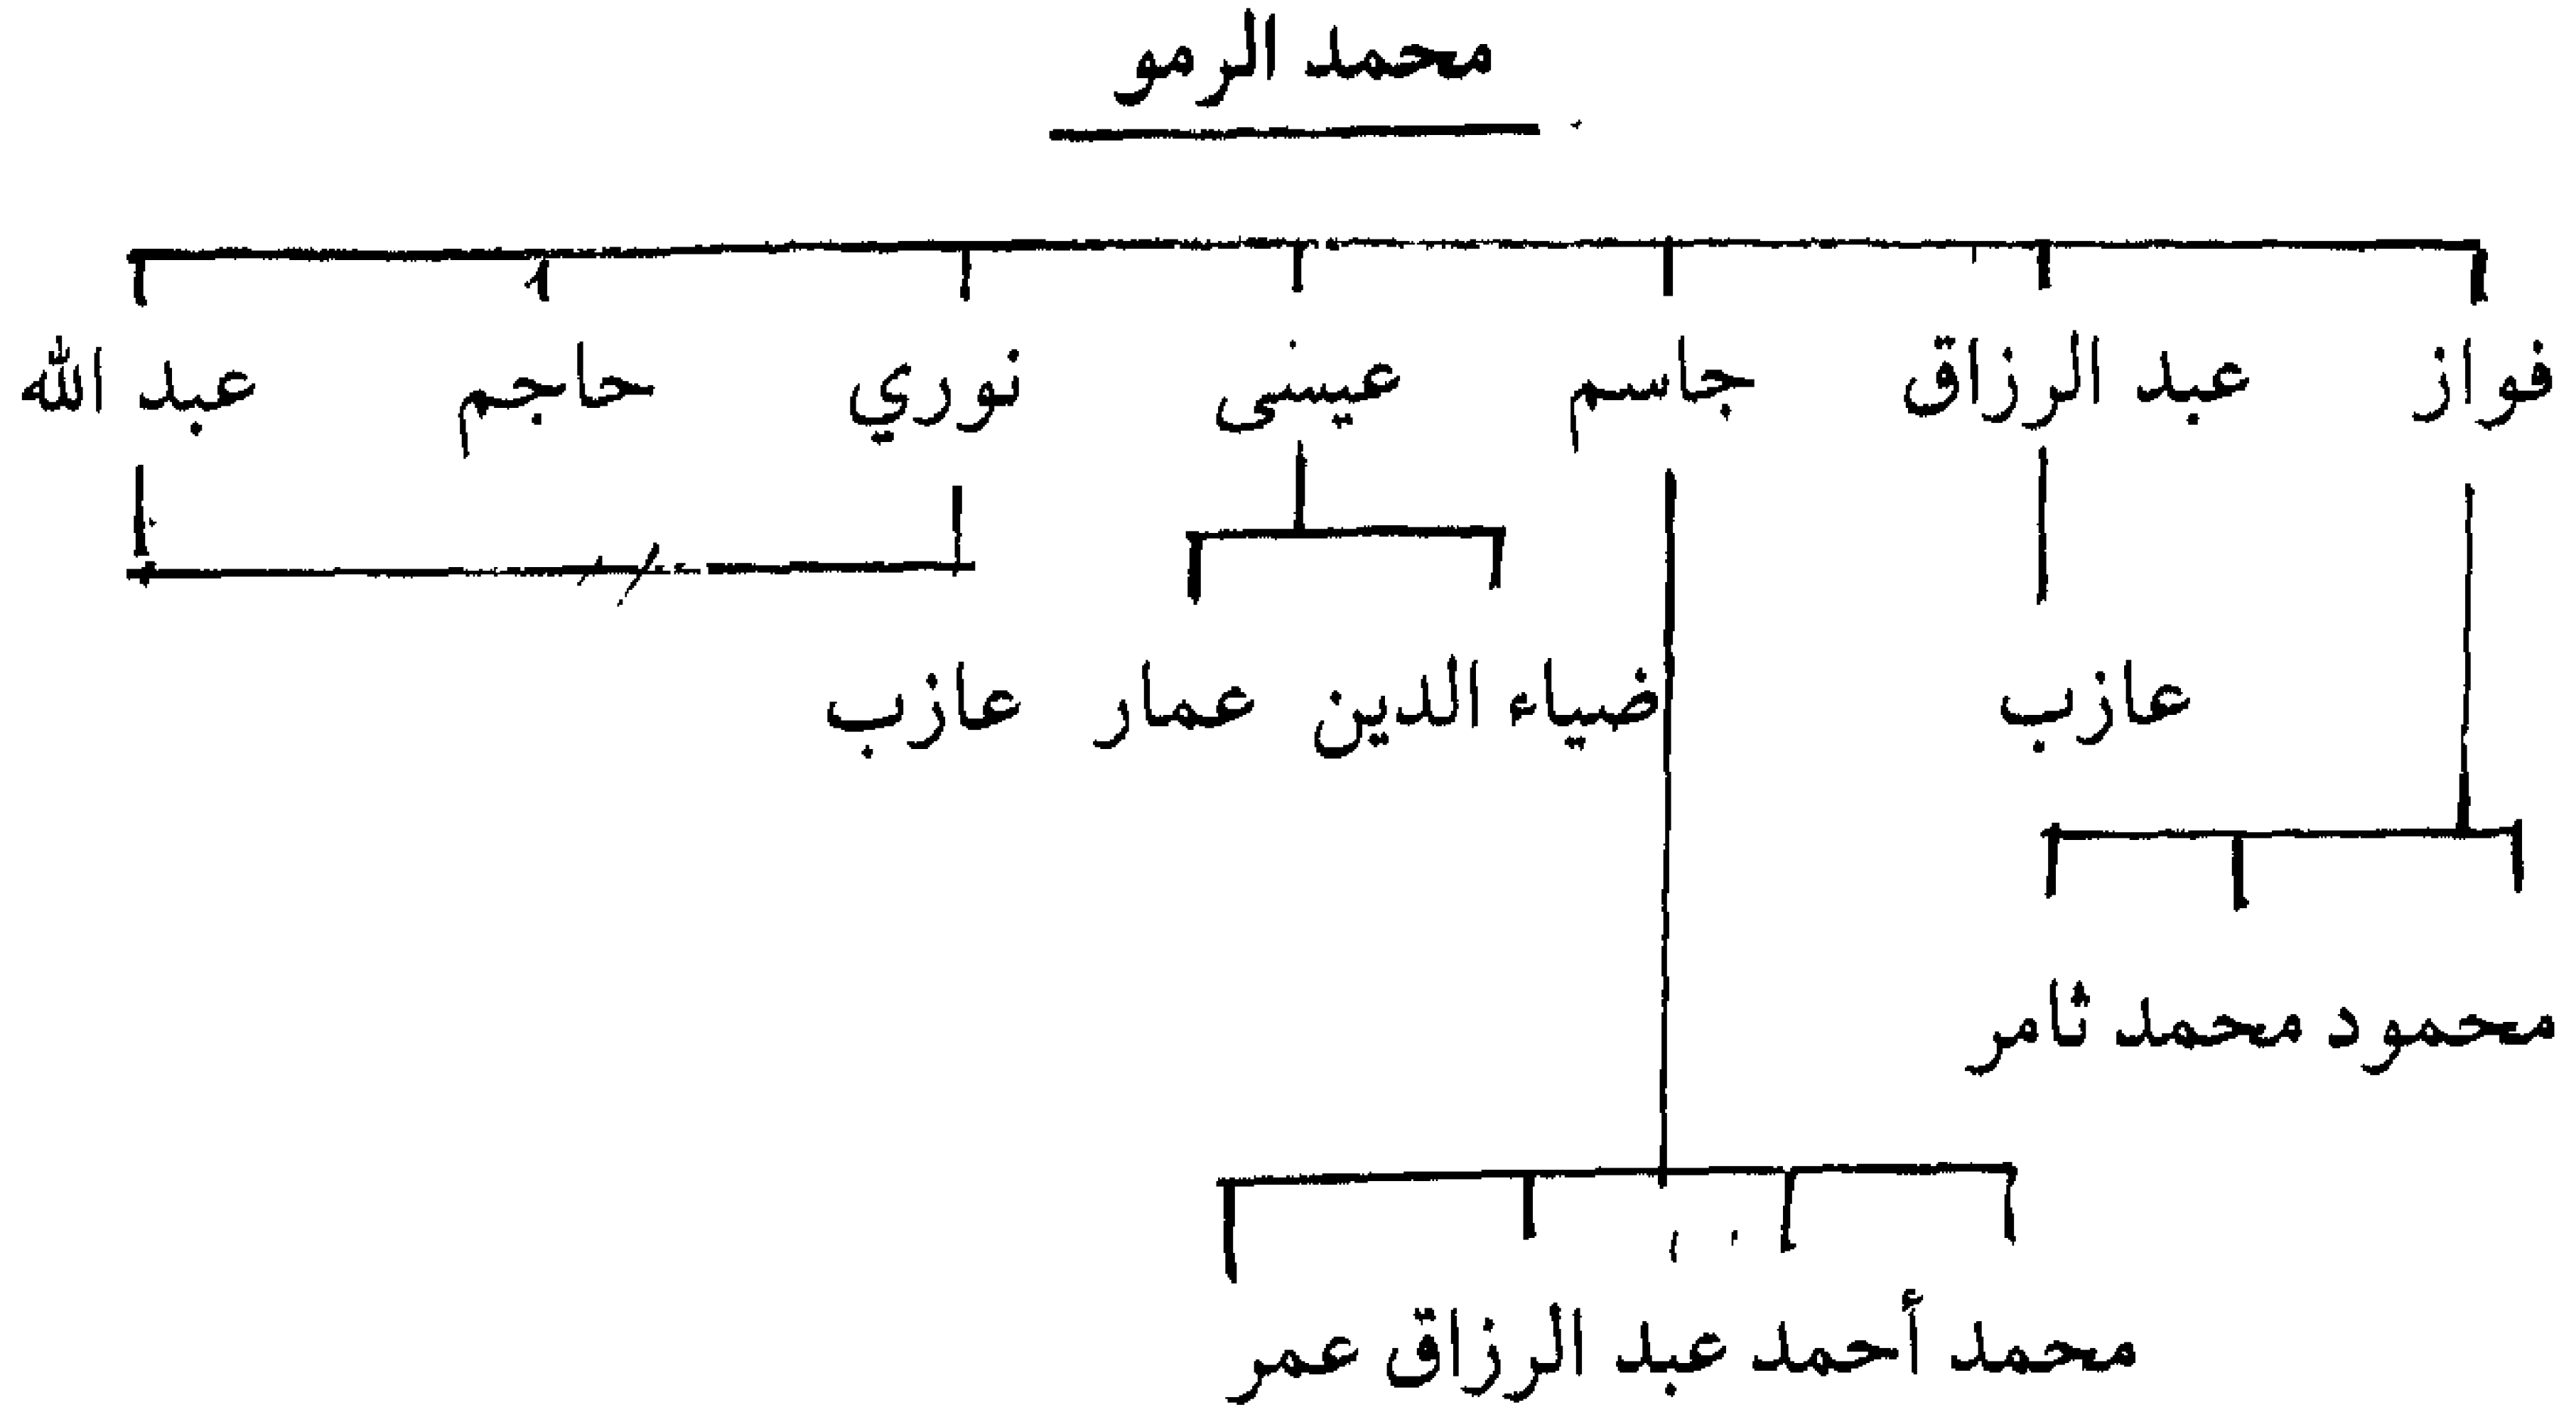 محمد الرمو
فواز عبد الرزاق جاسم عيسى نوري حاجم عبد الله
عازب ضياء الدين عمار عازب
محمود محمد ثامر
محمد أحمد عبد الرزاق عمر